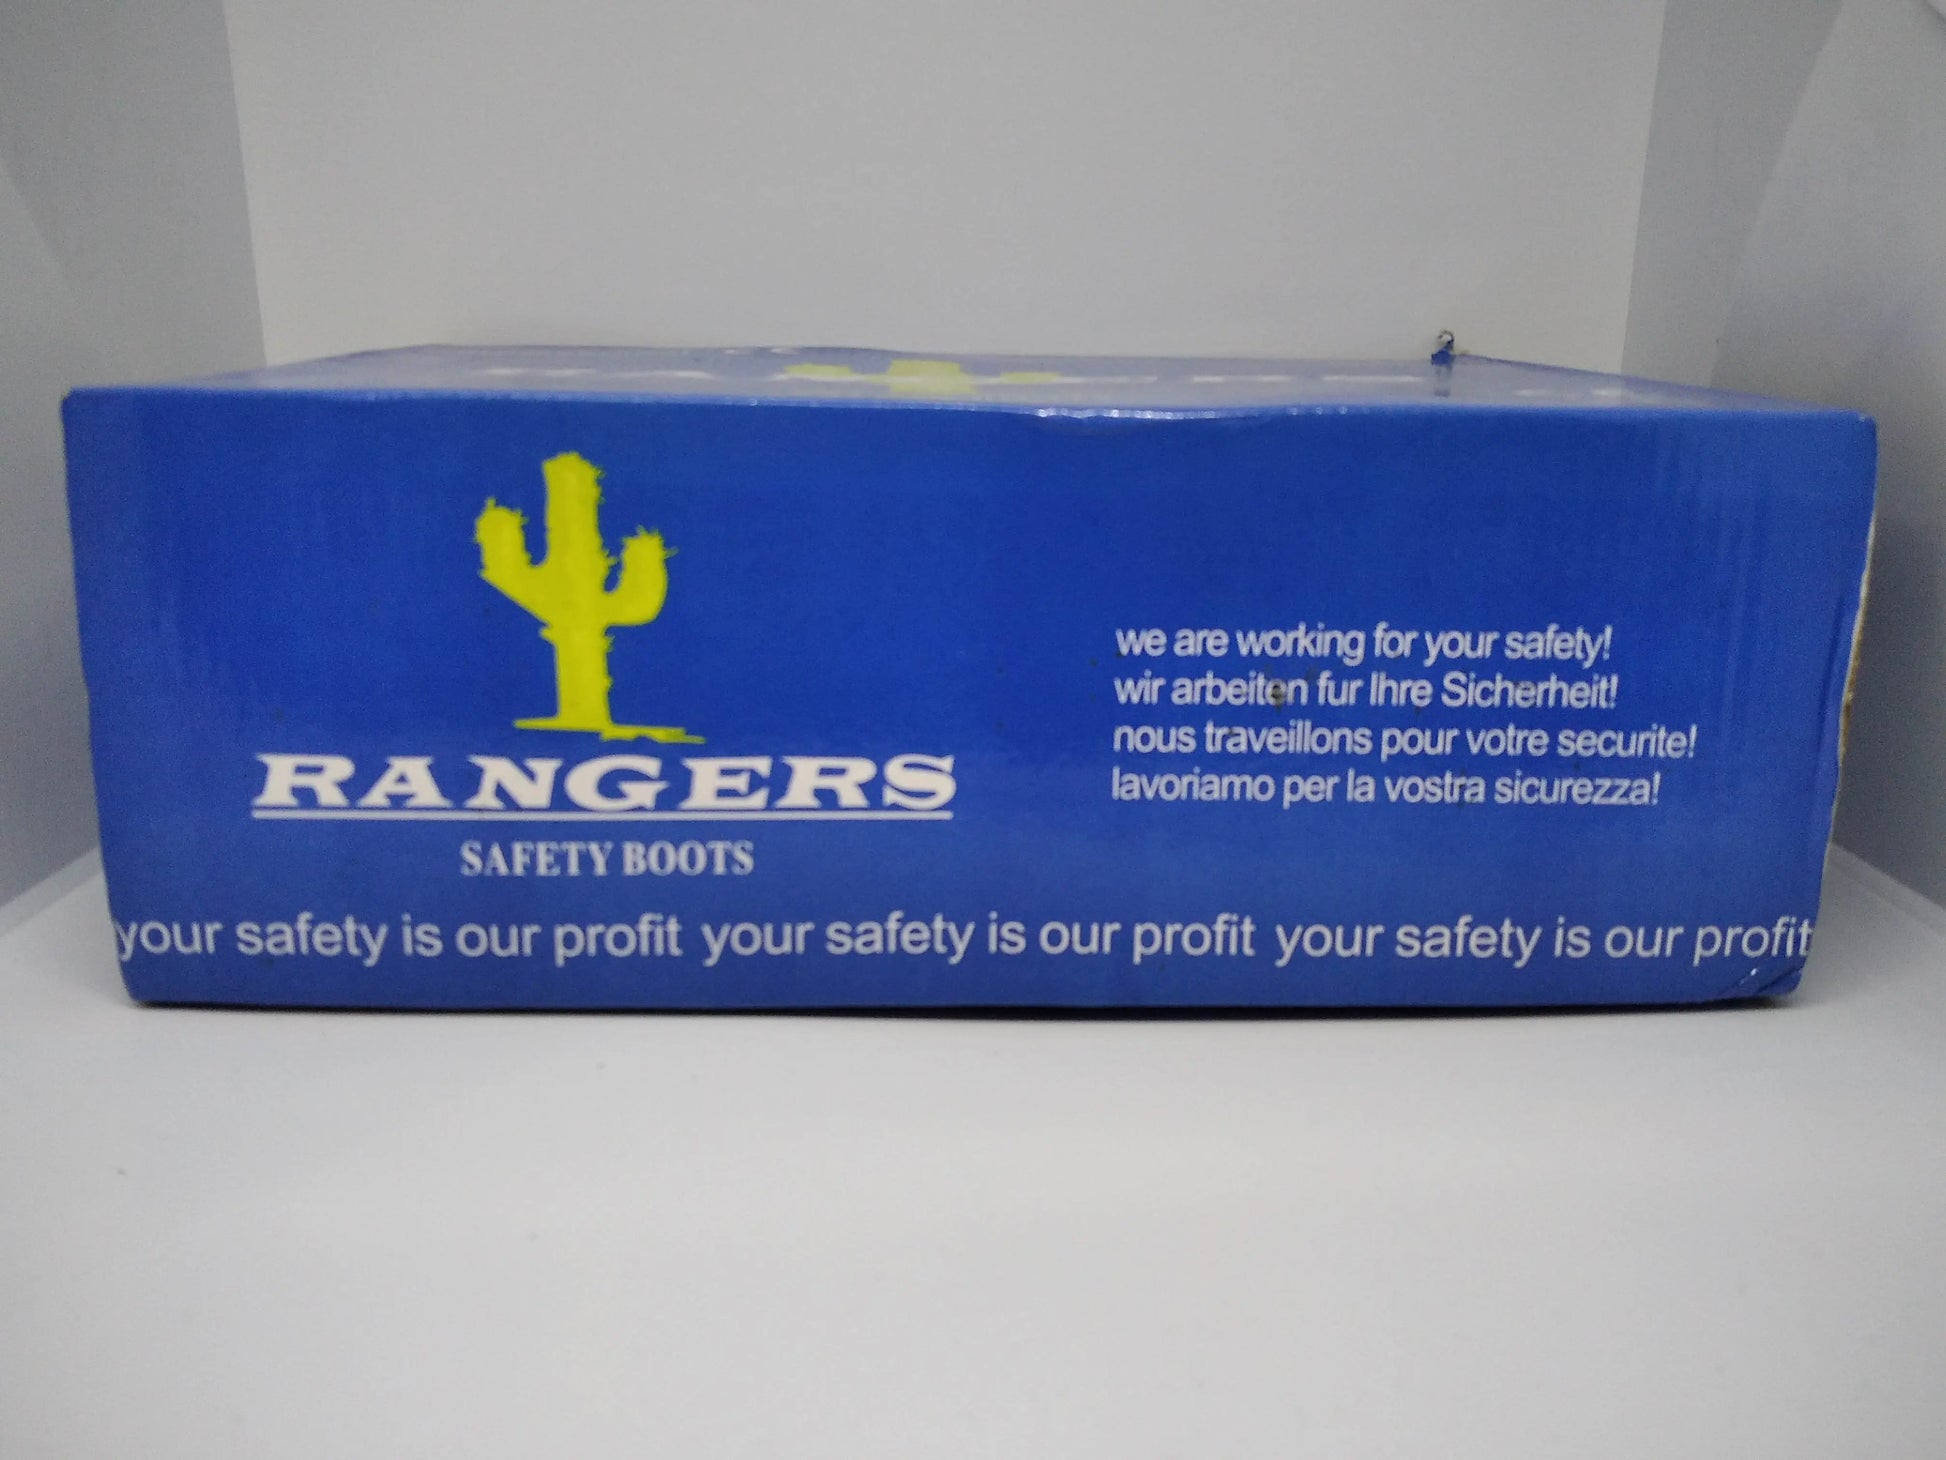 RANGERS
SAFETY BOOTS
we are working for your safety!
wir arbeiten fur Ihre Sicherheit!
nous traveillons pour votre securite!
lavoriamo per la vostra sicurezza!
your safety is our profit your safety is our profit your safety is our profit